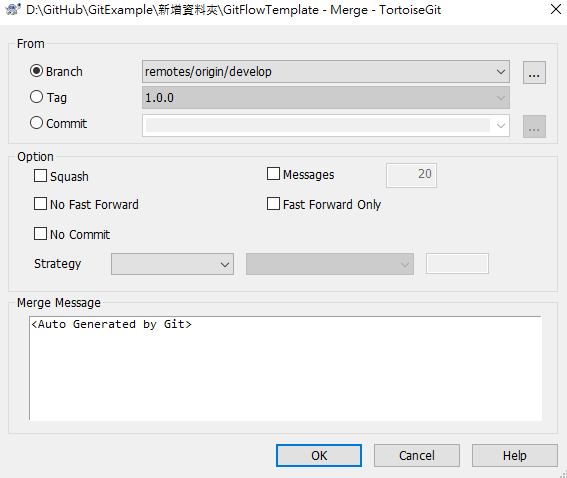 D:\GitHub\GitExample\新增資料夾\GitFlowTemplate - Merge - TortoiseGit
From
Branch remotes/origin/develop ...
Tag 1.0.0
Commit ...
Option
Squash Messages 20
No Fast Forward Fast Forward Only
No Commit
Strategy
Merge Message
<Auto Generated by Git>
OK Cancel Help